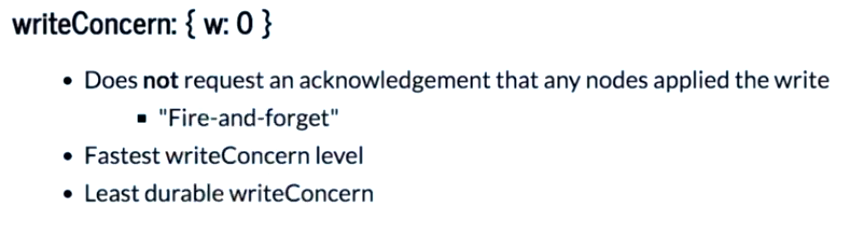 writeConcern: { w: 0 }
• Does not request an acknowledgement that any nodes applied the write
▪ "Fire-and-forget"
• Fastest writeConcern level
• Least durable writeConcern